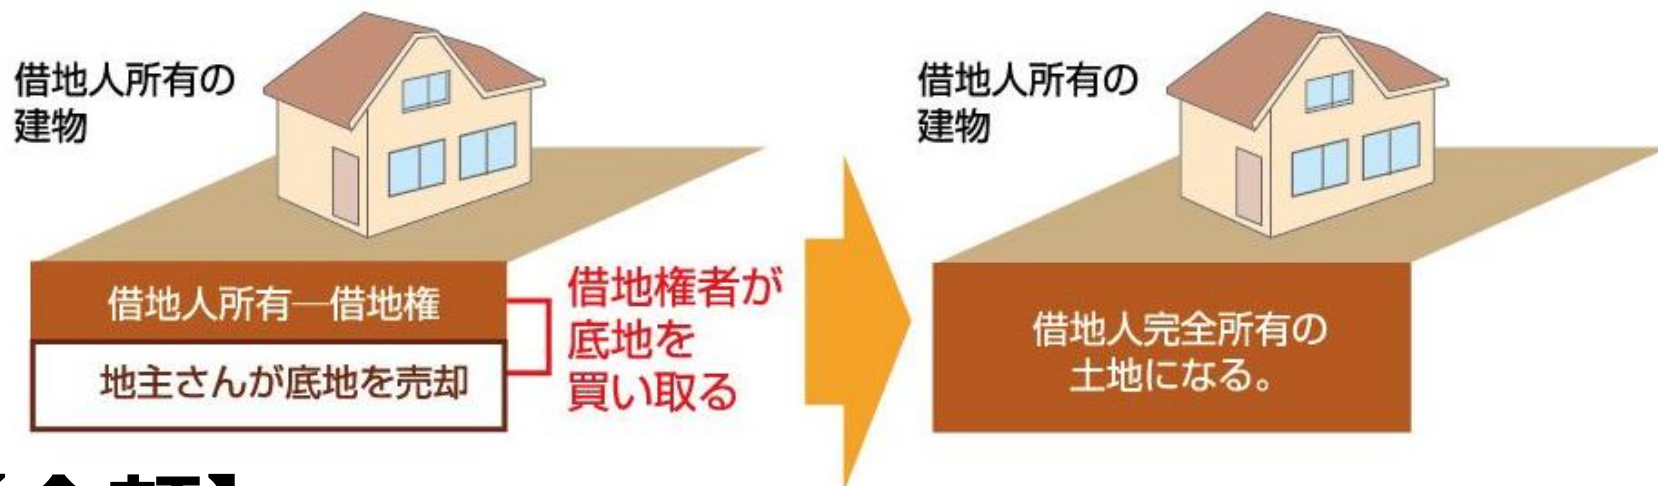 借地人所有の
建物
借地人所有―借地権
地主さんが底地を売却
借地権者が
底地を
買い取る
借地人所有の
建物
借地人完全所有の
土地になる。